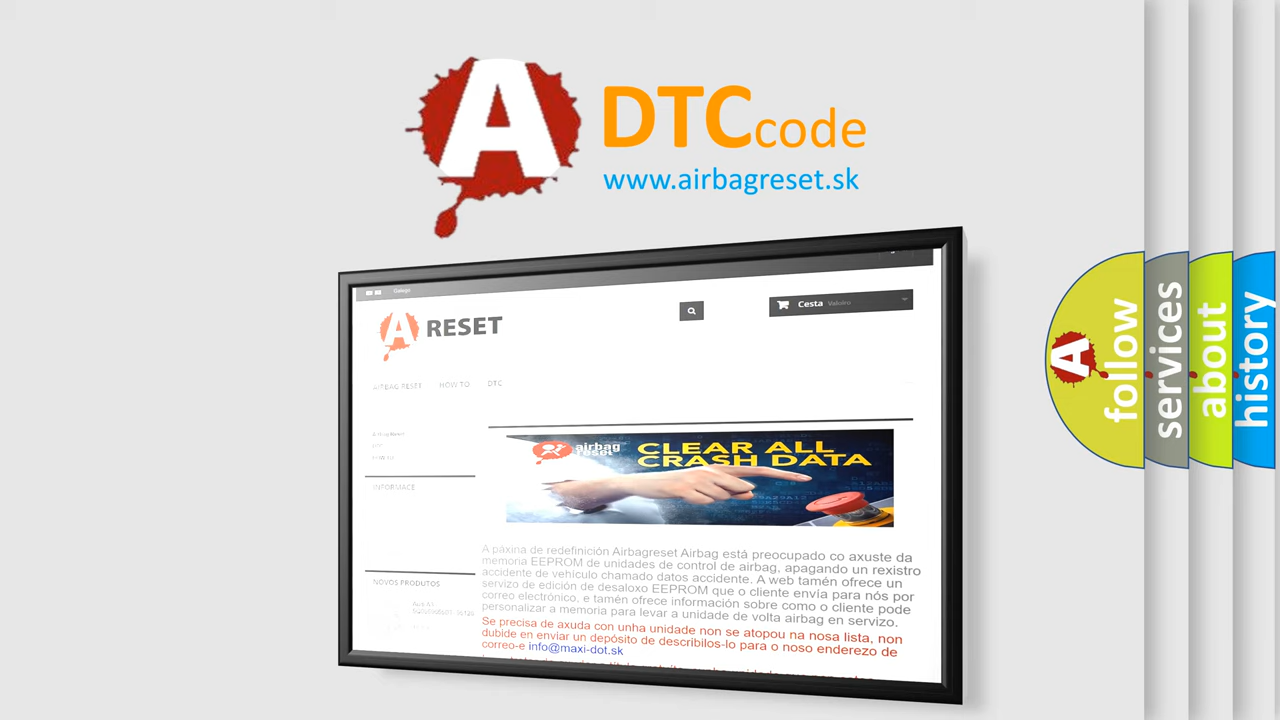 A
DTCcode
www.airbagreset.sk
Galego
A RESET
Cesta Valeiro
AIRBAG RESET HOW TO DTC
INFORMACE
airbag
reset
CLEAR ALL
CRASH DATA
A páxina de redefinición Airbagreset Airbag está preocupado co axuste da
memoria EEPROM de unidades de control de airbag, apagando un rexistro
accidente de vehículo chamado datos accidente. A web tamén ofrece un
servizo de edición de desaloxo EEPROM que o cliente envía para nós por
correo electrónico, e tamén ofrece información sobre como o cliente pode
personalizar a memoria para levar a unidade de volta airbag en servizo.
Se precisa de axuda con unha unidade non se atopou na nosa lista, non
dubide en enviar un depósito de describilos-lo para o noso enderezo de
correo-e info@maxi-dot.sk
NOVOS PRODUTOS
A
follow
services
about
history